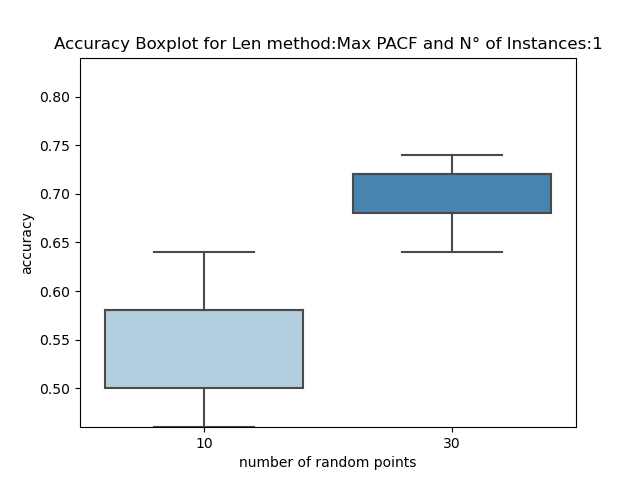 Accuracy Boxplot for Len method:Max PACF and N° of Instances:1
0.80
0.75
0.70
0.65
0.60
0.55
0.50
accuracy
10 30
number of random points